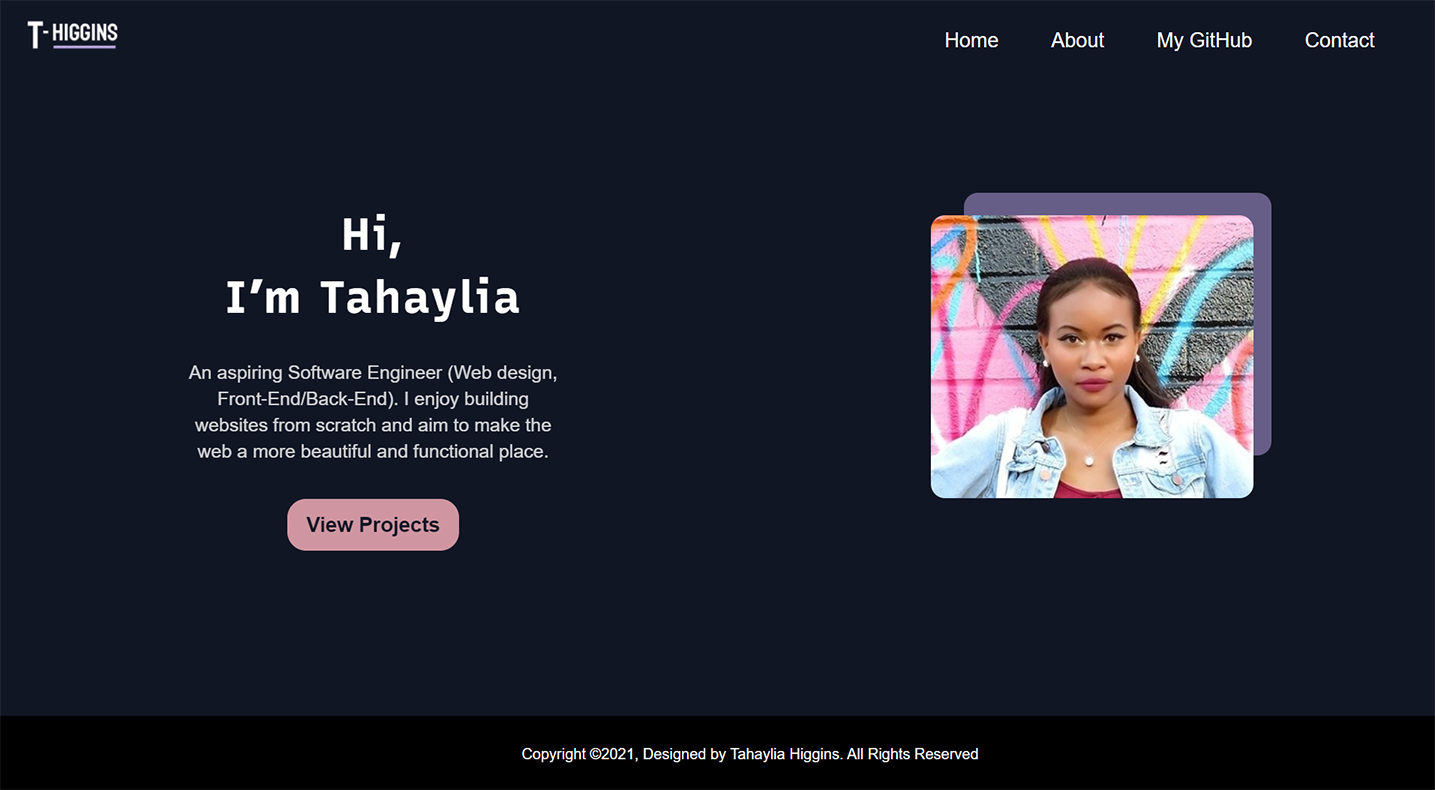 T-HIGGINS
Home About My GitHub Contact
Hi,
I’m Tahaylia
An aspiring Software Engineer (Web design,
Front-End/Back-End). I enjoy building
websites from scratch and aim to make the
web a more beautiful and functional place.
View Projects
Copyright ©2021, Designed by Tahaylia Higgins. All Rights Reserved